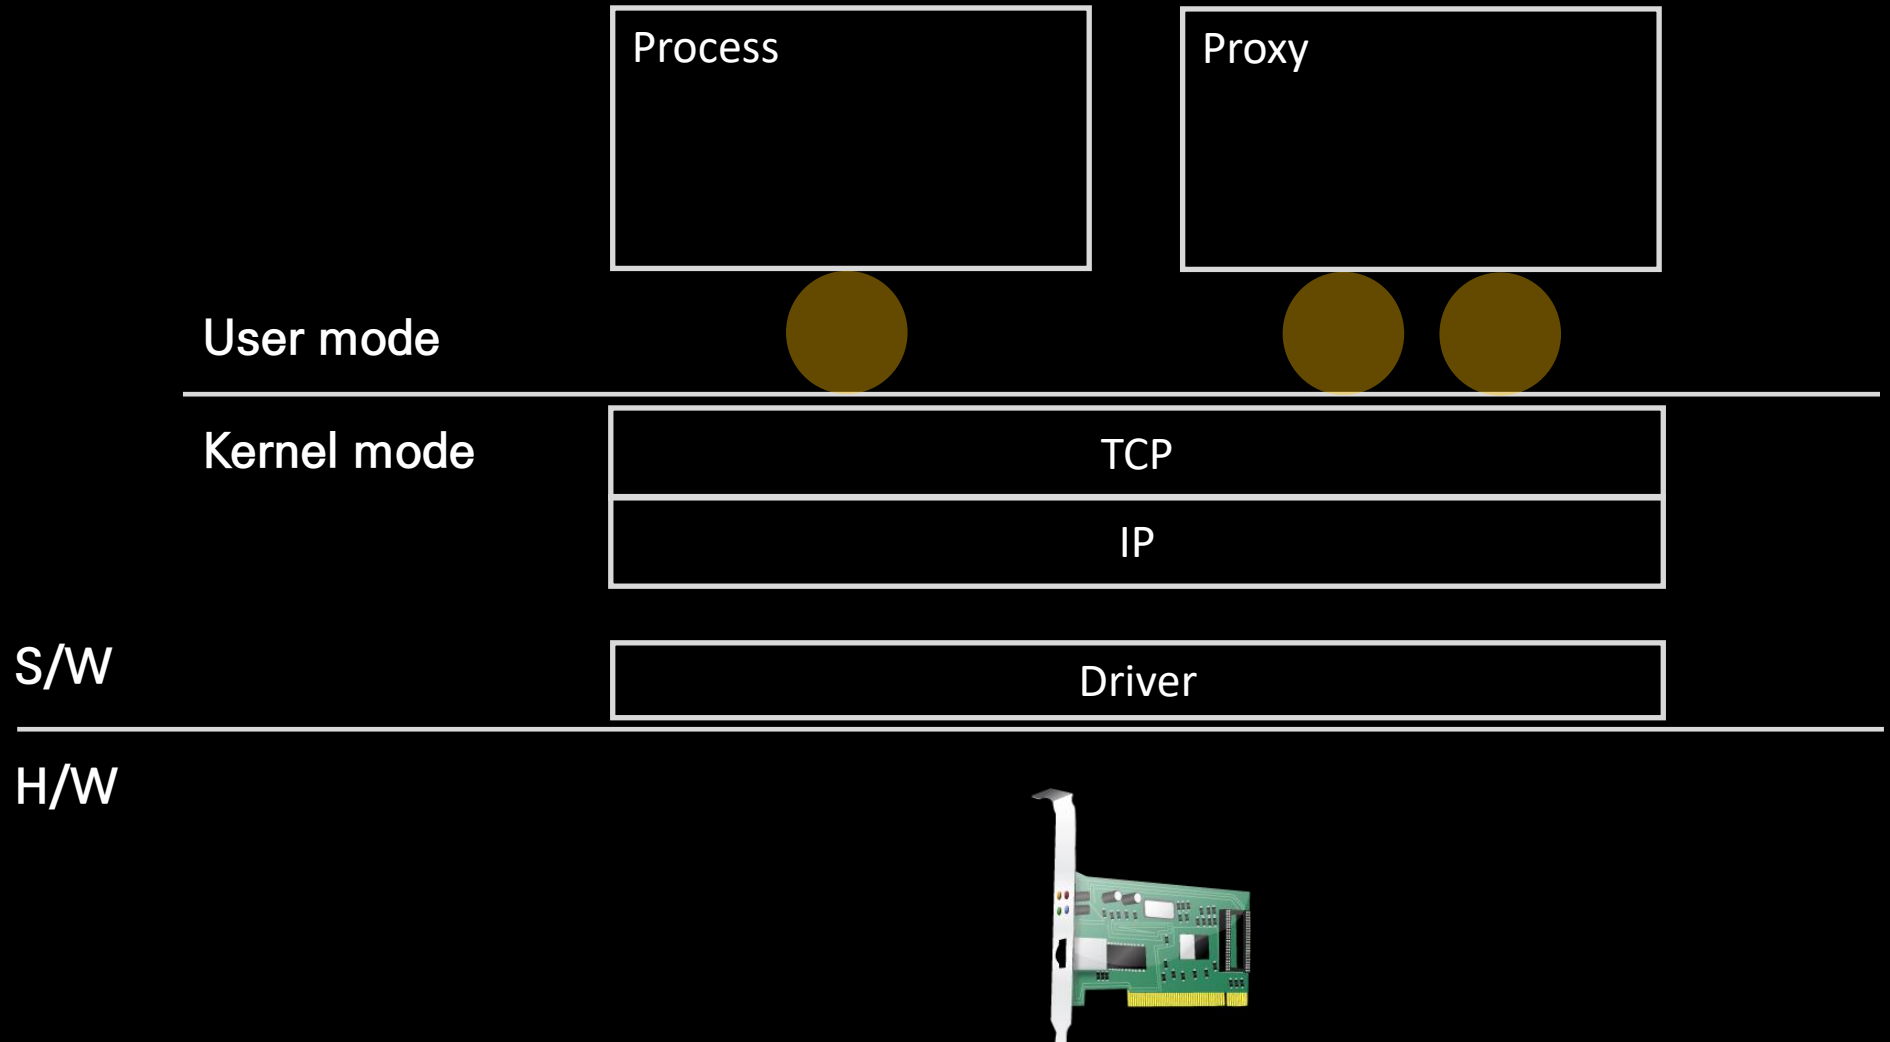 Process
Proxy
User mode
Kernel mode
TCP
IP
S/W
Driver
H/W